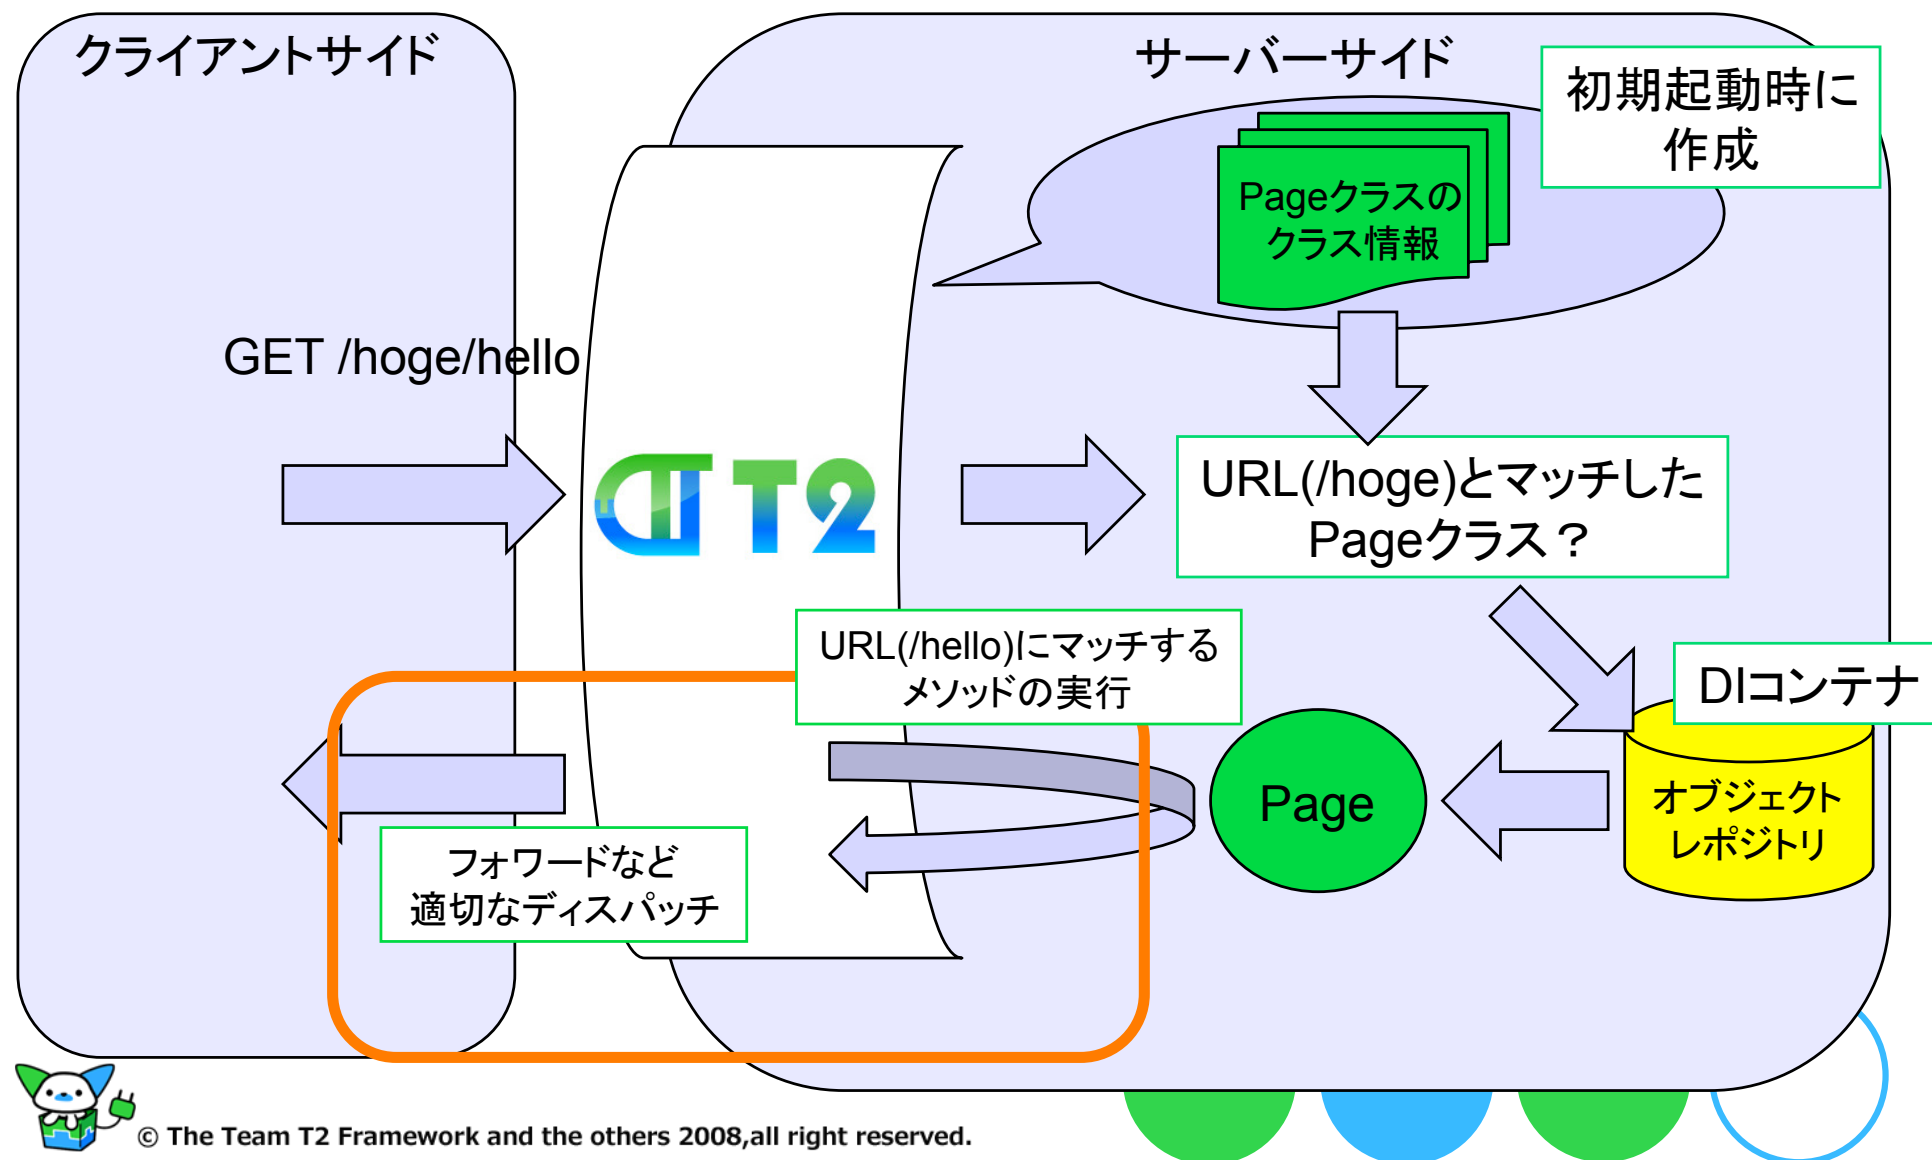 クライアントサイド
サーバーサイド
初期起動時に
作成
Pageクラスの
クラス情報
GET /hoge/hello
T2
URL(/hoge)とマッチした
Pageクラス？
URL(/hello)にマッチする
メソッドの実行
DIコンテナ
オブジェクト
レポジトリ
Page
フォワードなど
適切なディスパッチ
© The Team T2 Framework and the others 2008,all right reserved.